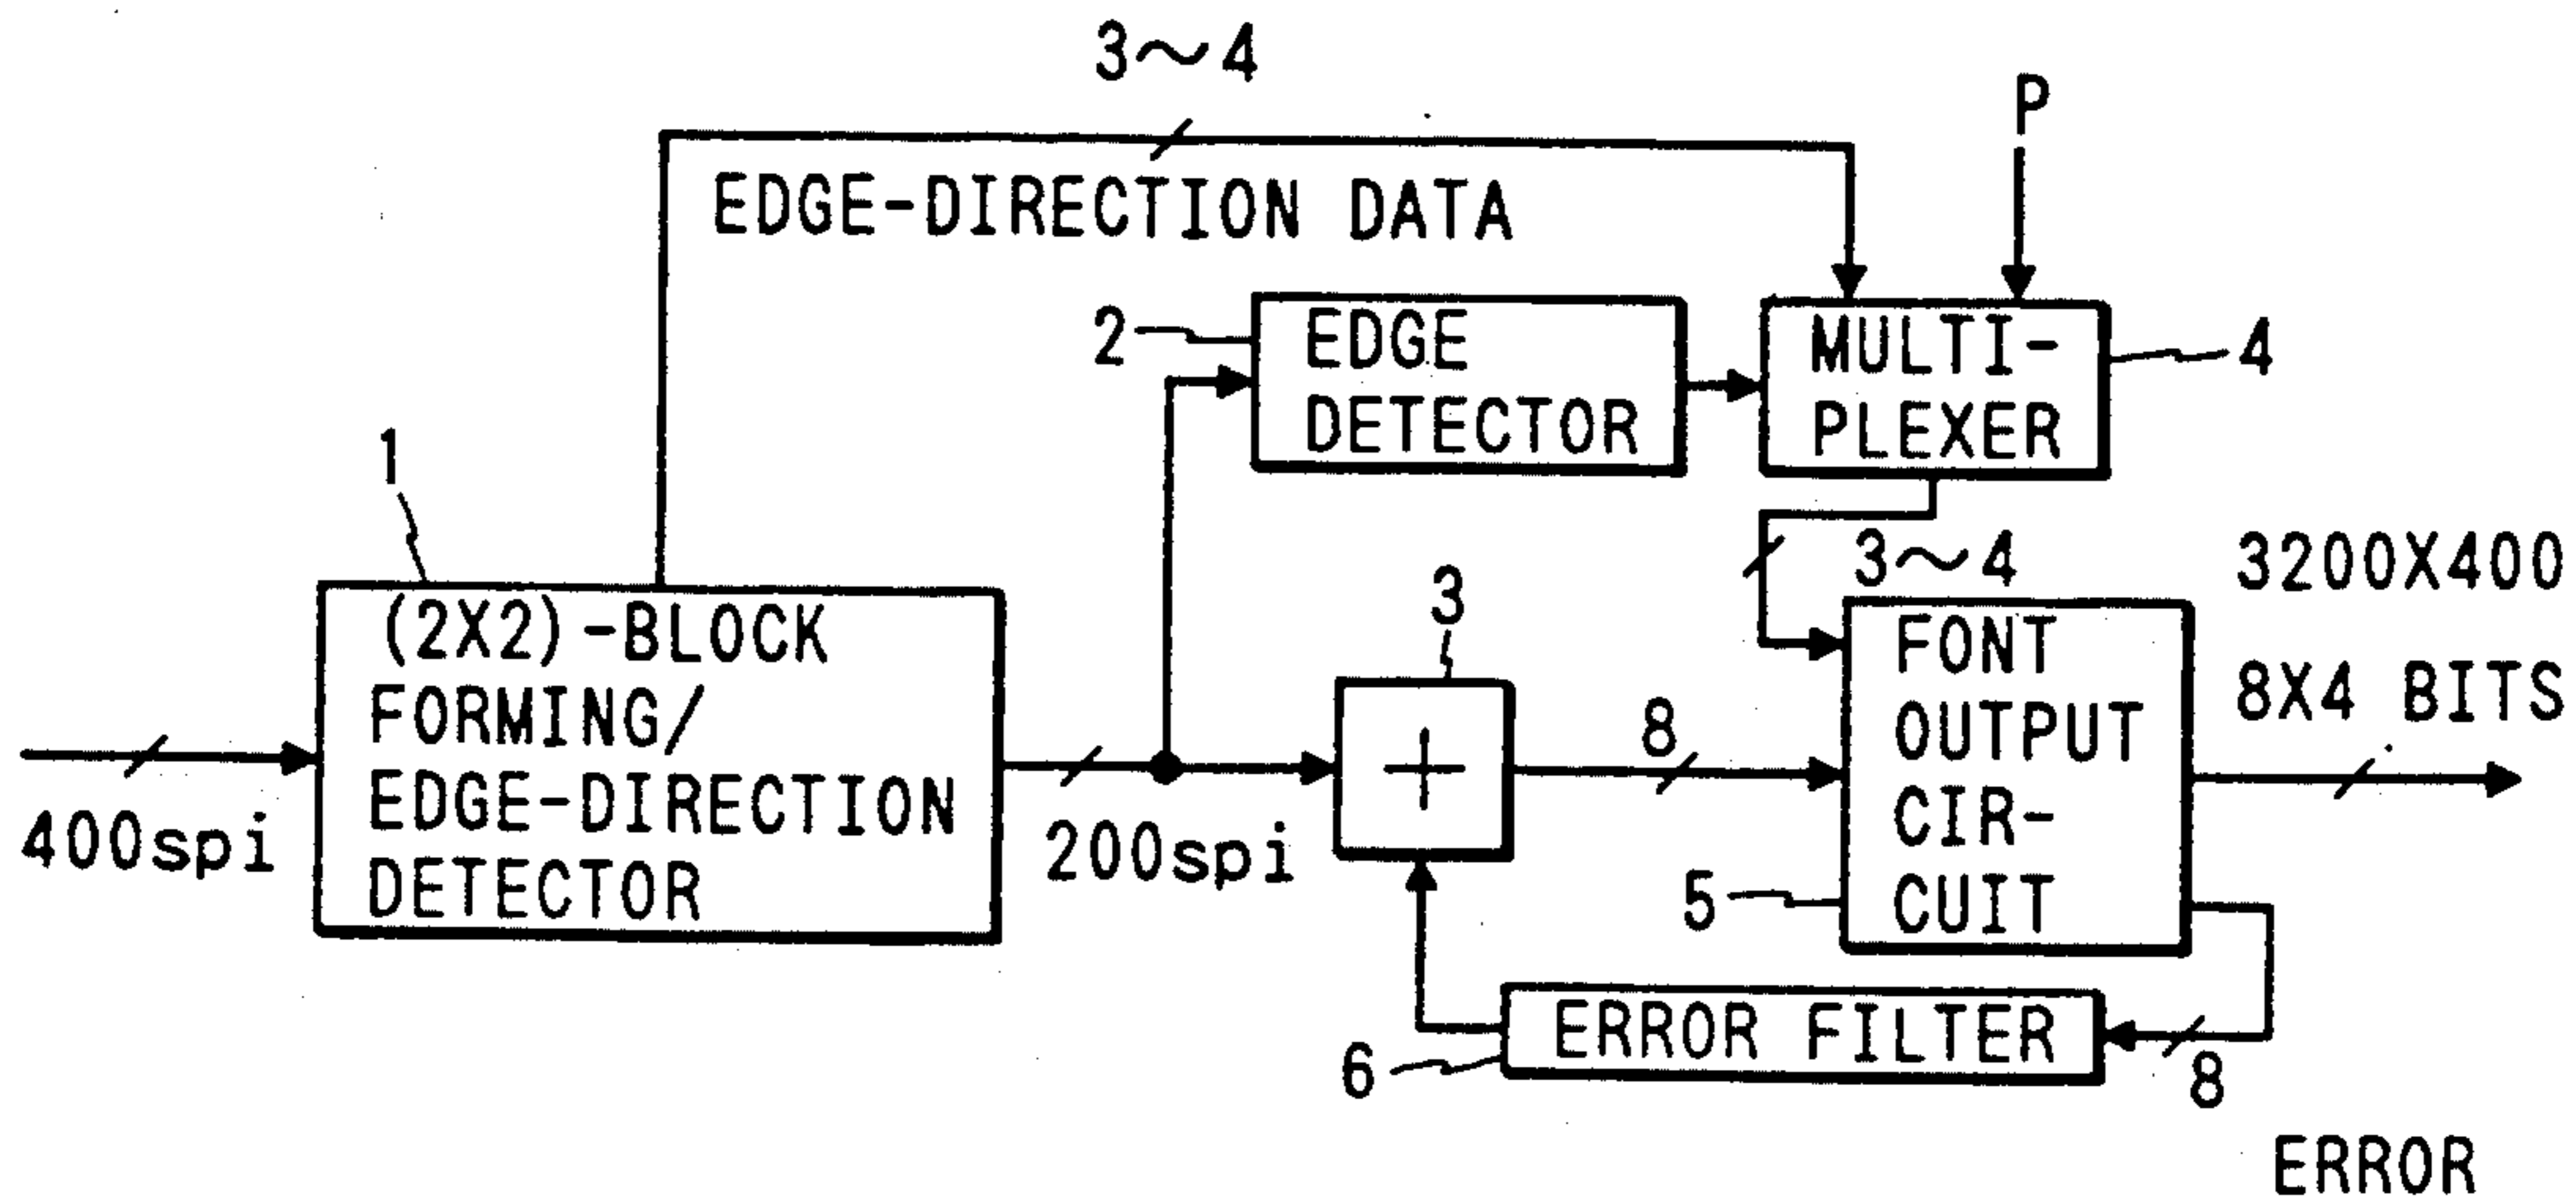 3～4
P
EDGE-DIRECTION DATA
2
EDGE
DETECTOR
MULTI-
PLEXER
4
1
(2X2)-BLOCK
FORMING/
EDGE-DIRECTION
DETECTOR
400spi
200spi
3
+
8
3～4
FONT
OUTPUT
CIR-
CUIT
5
3200X400
8X4 BITS
ERROR FILTER
6
8
ERROR